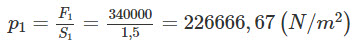 p₁ = F₁/S₁ = 340000/1,5 = 226666,67 (N/m²)